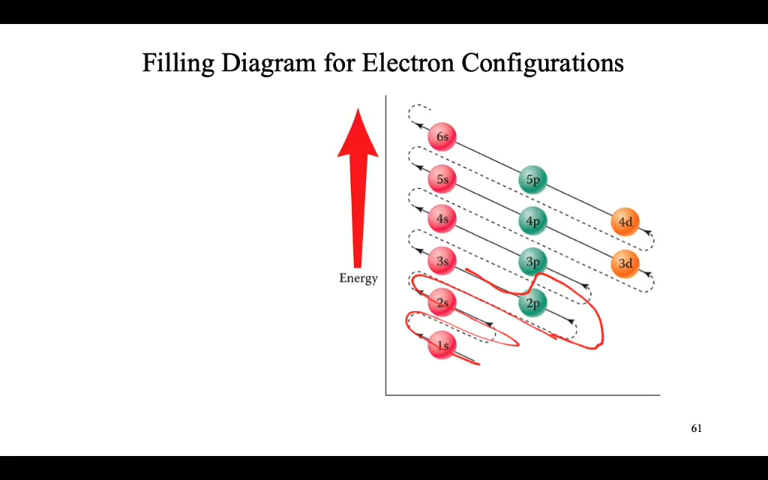 Filling Diagram for Electron Configurations
6s
5s 5p
4s 4p 4d
3s 3p 3d
Energy
2s 2p
1s
61